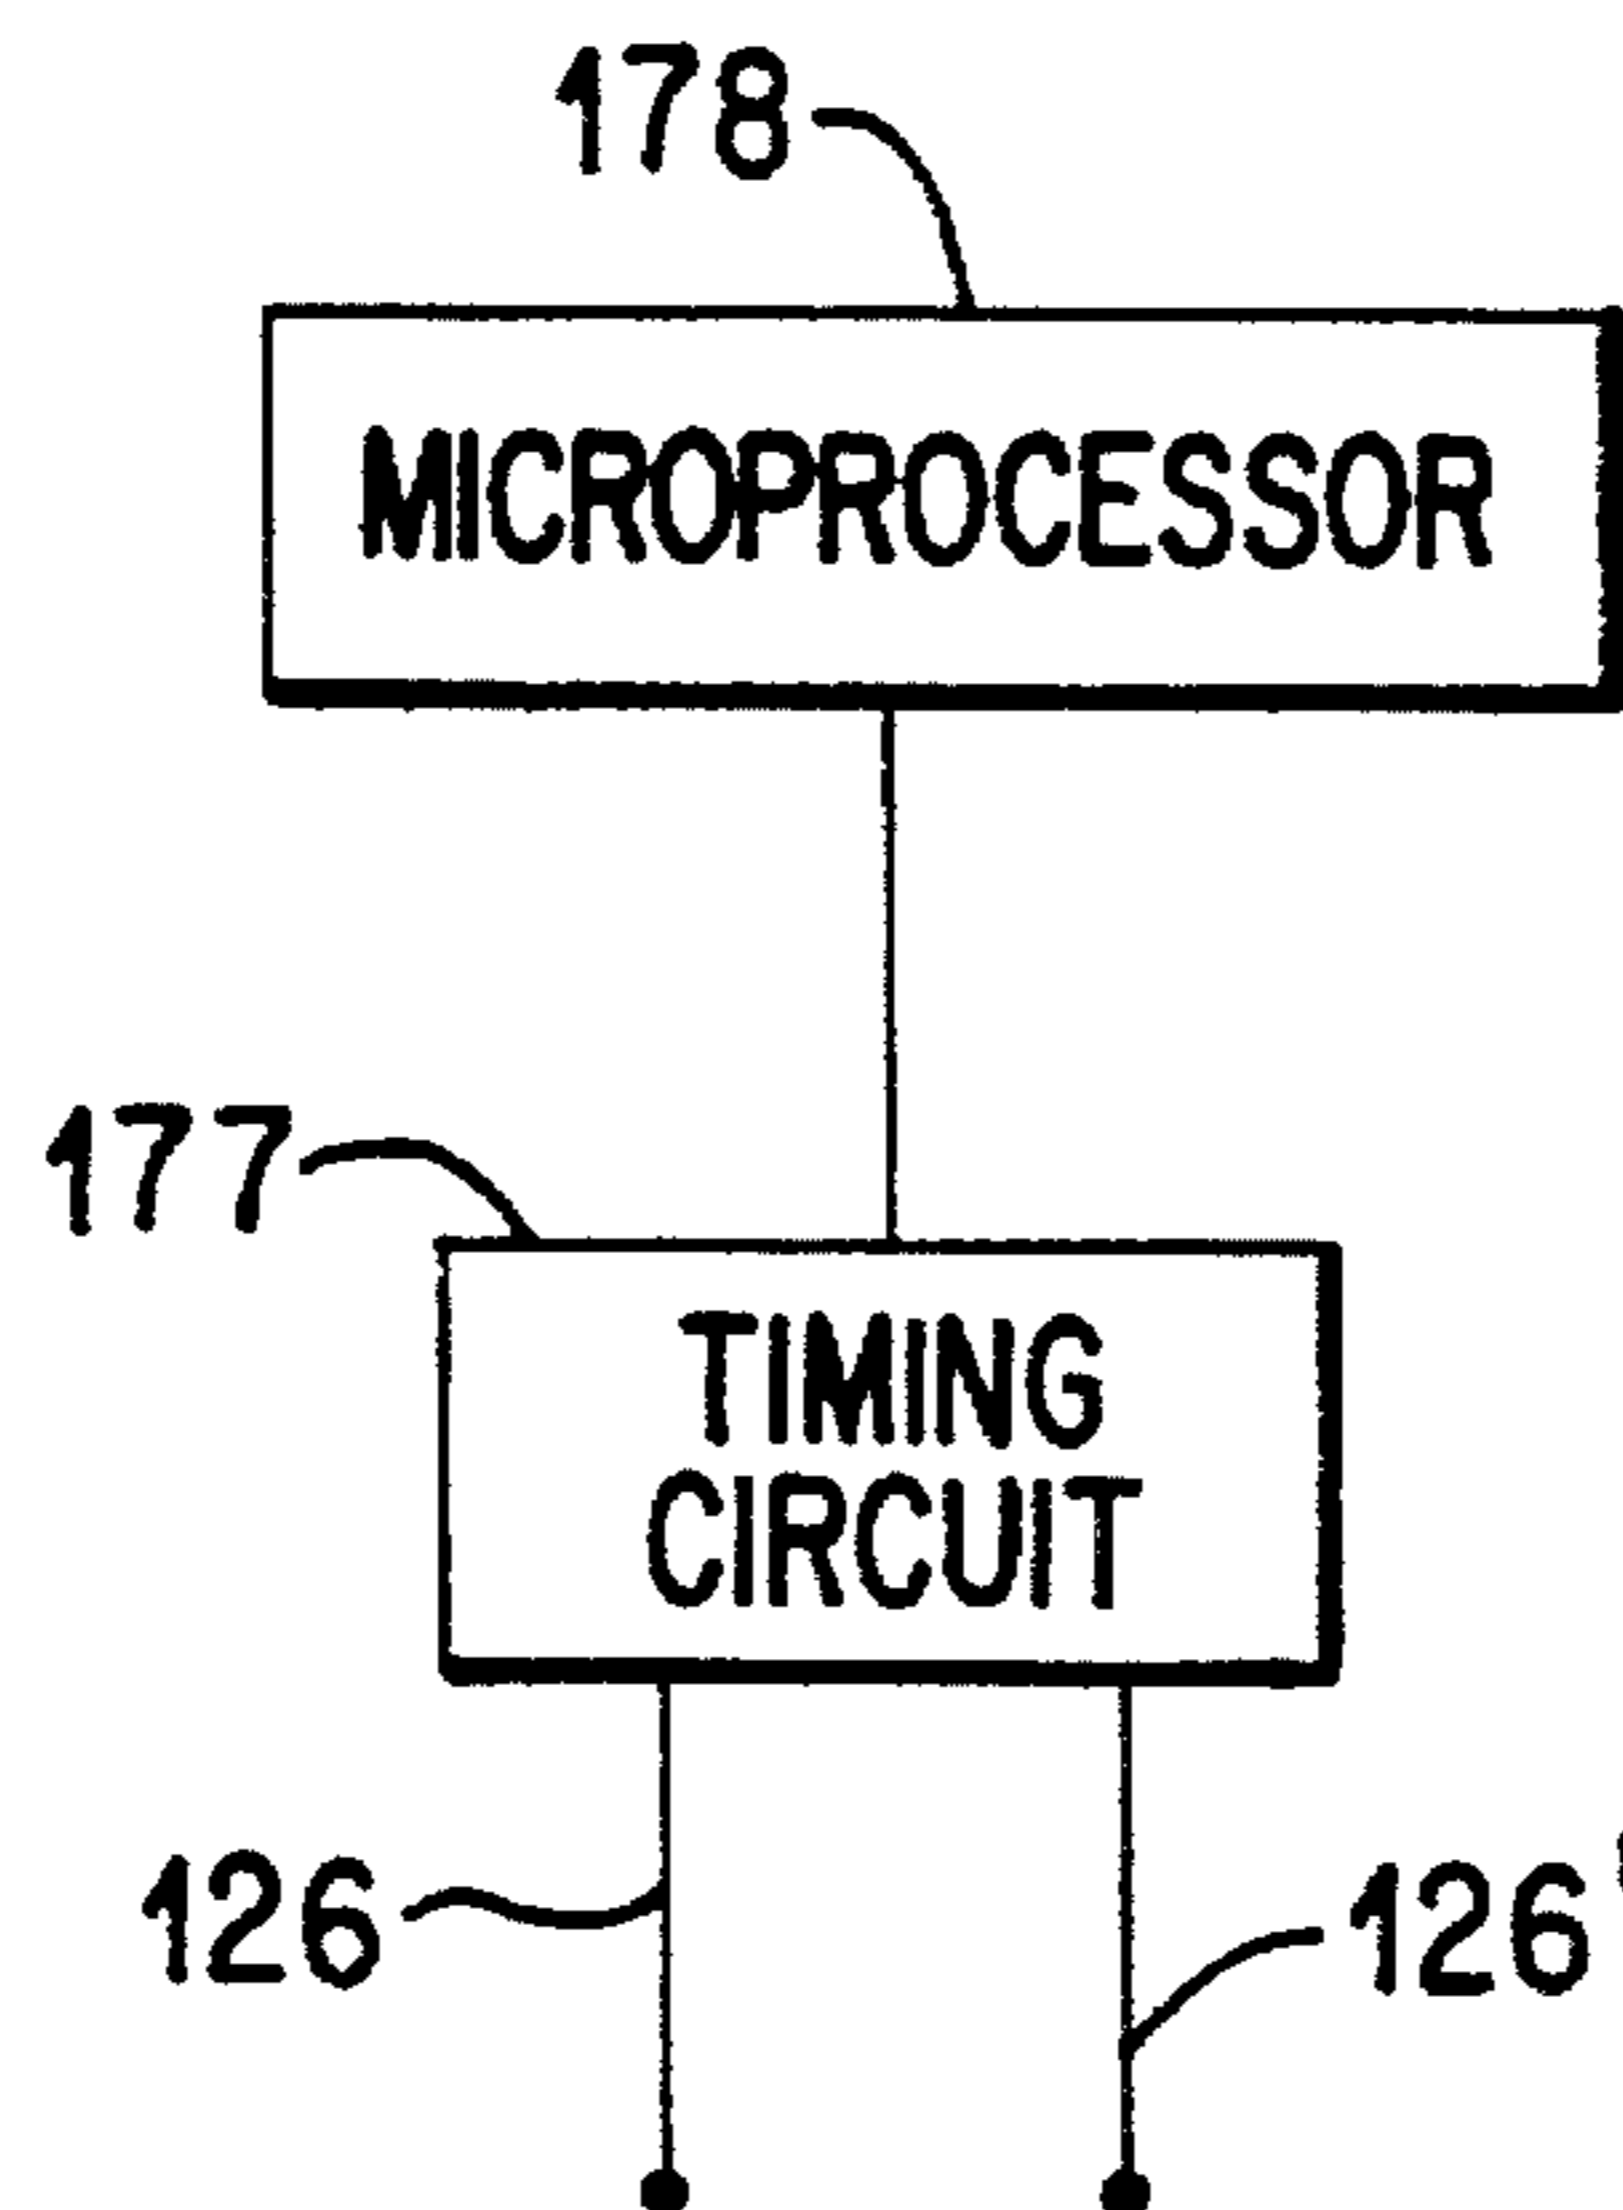 178
MICROPROCESSOR
177
TIMING
CIRCUIT
126
126'